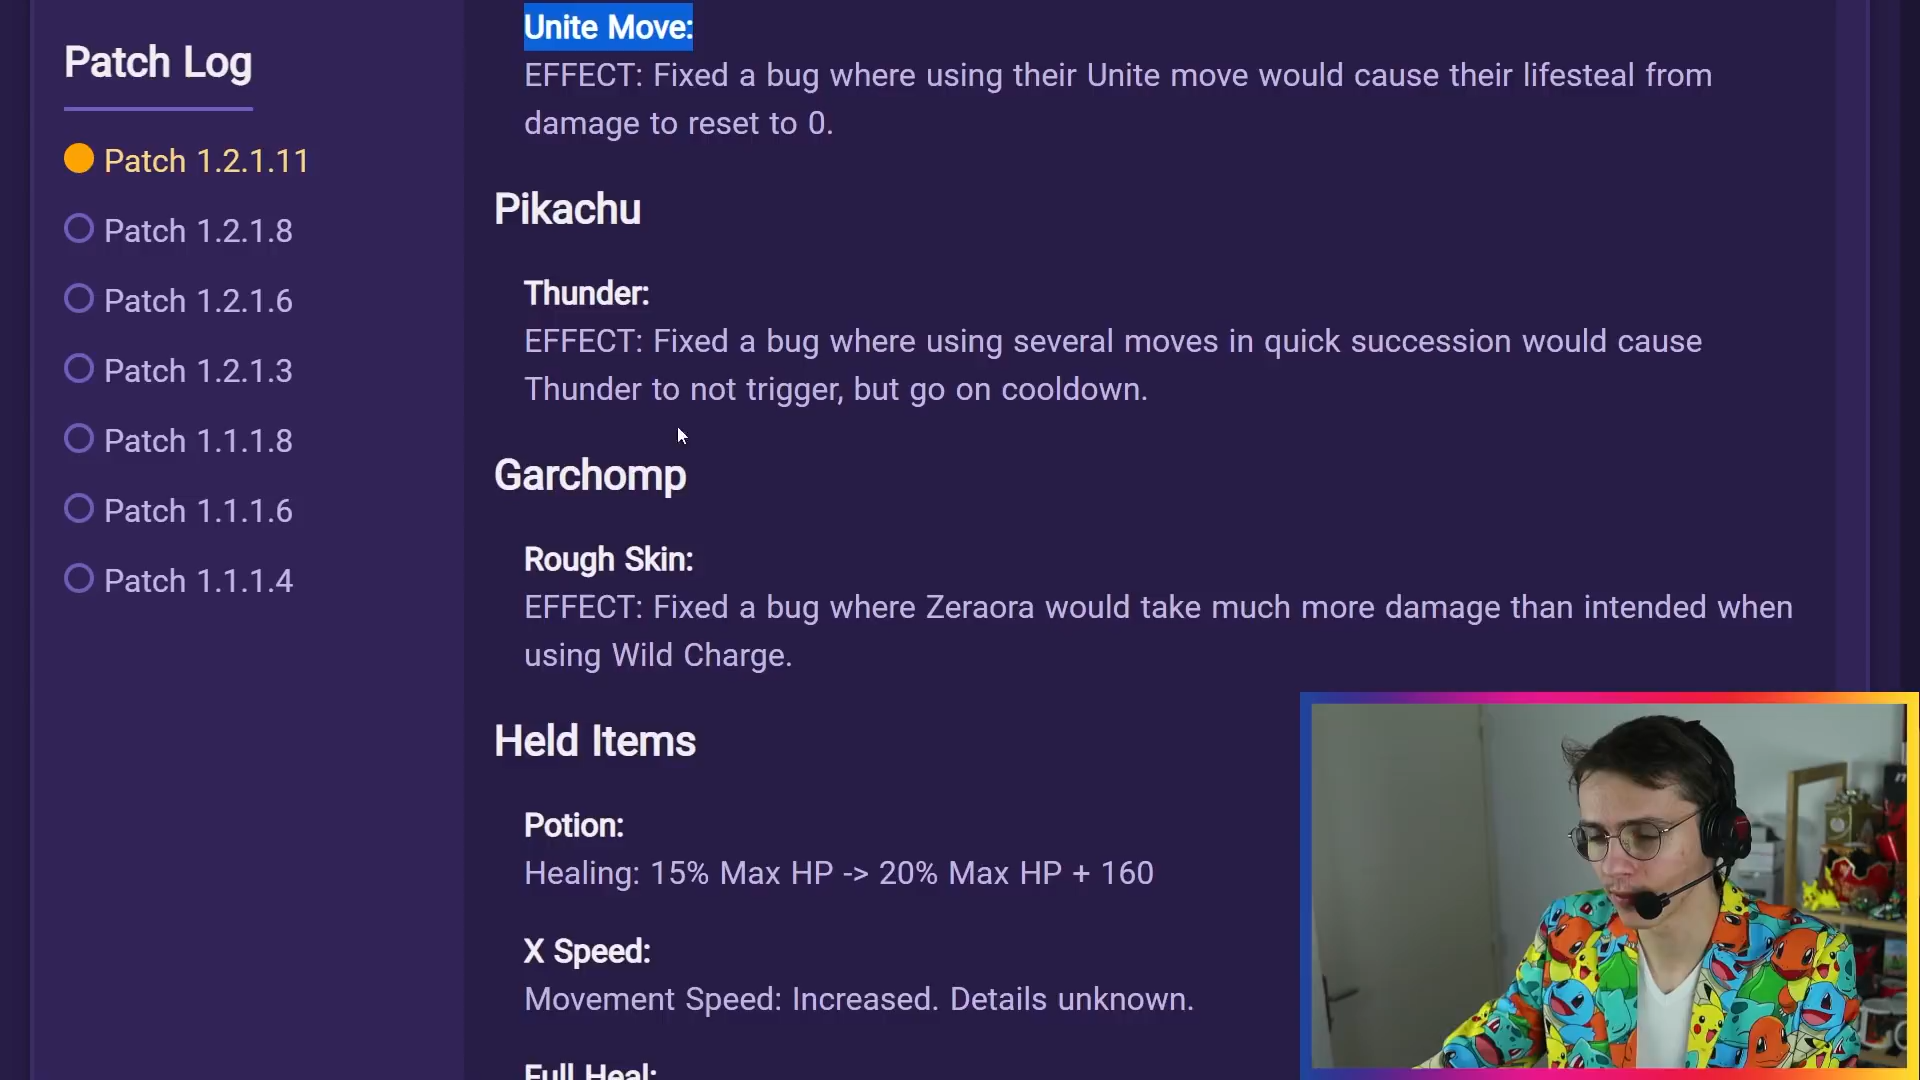 Unite Move:
EFFECT: Fixed a bug where using their Unite move would cause their lifesteal from
damage to reset to 0.
Patch Log
Patch 1.2.1.11
Patch 1.2.1.8
Patch 1.2.1.6
Patch 1.2.1.3
Patch 1.1.1.8
Patch 1.1.1.6
Patch 1.1.1.4
Pikachu
Thunder:
EFFECT: Fixed a bug where using several moves in quick succession would cause
Thunder to not trigger, but go on cooldown.
Garchomp
Rough Skin:
EFFECT: Fixed a bug where Zeraora would take much more damage than intended when
using Wild Charge.
Held Items
Potion:
Healing: 15% Max HP -> 20% Max HP + 160
X Speed:
Movement Speed: Increased. Details unknown.
Full Heal: